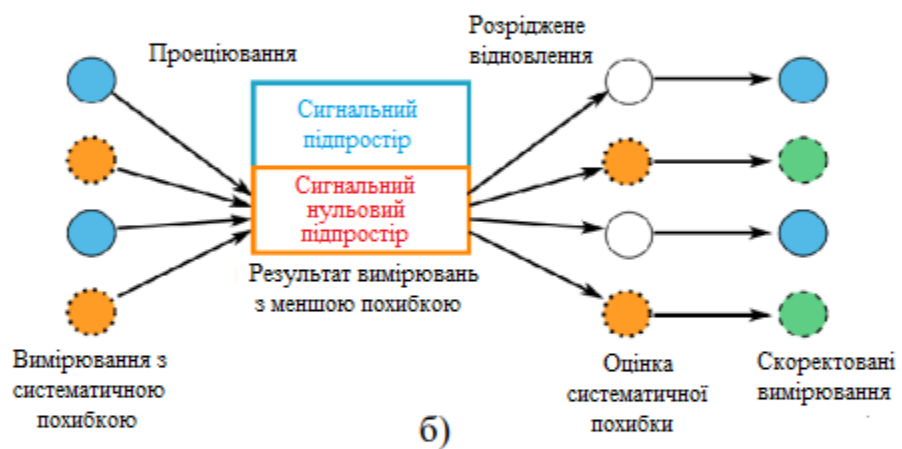 Проеціювання
Розріджене
відновлення
Сигнальний
підпростір
Сигнальний
нульовий
підпростір
Результат вимірювань
з меншою похибкою
Вимірювання з
систематичною
похибкою
Оцінка
систематичної
похибки
Скоректовані
вимірювання
б)